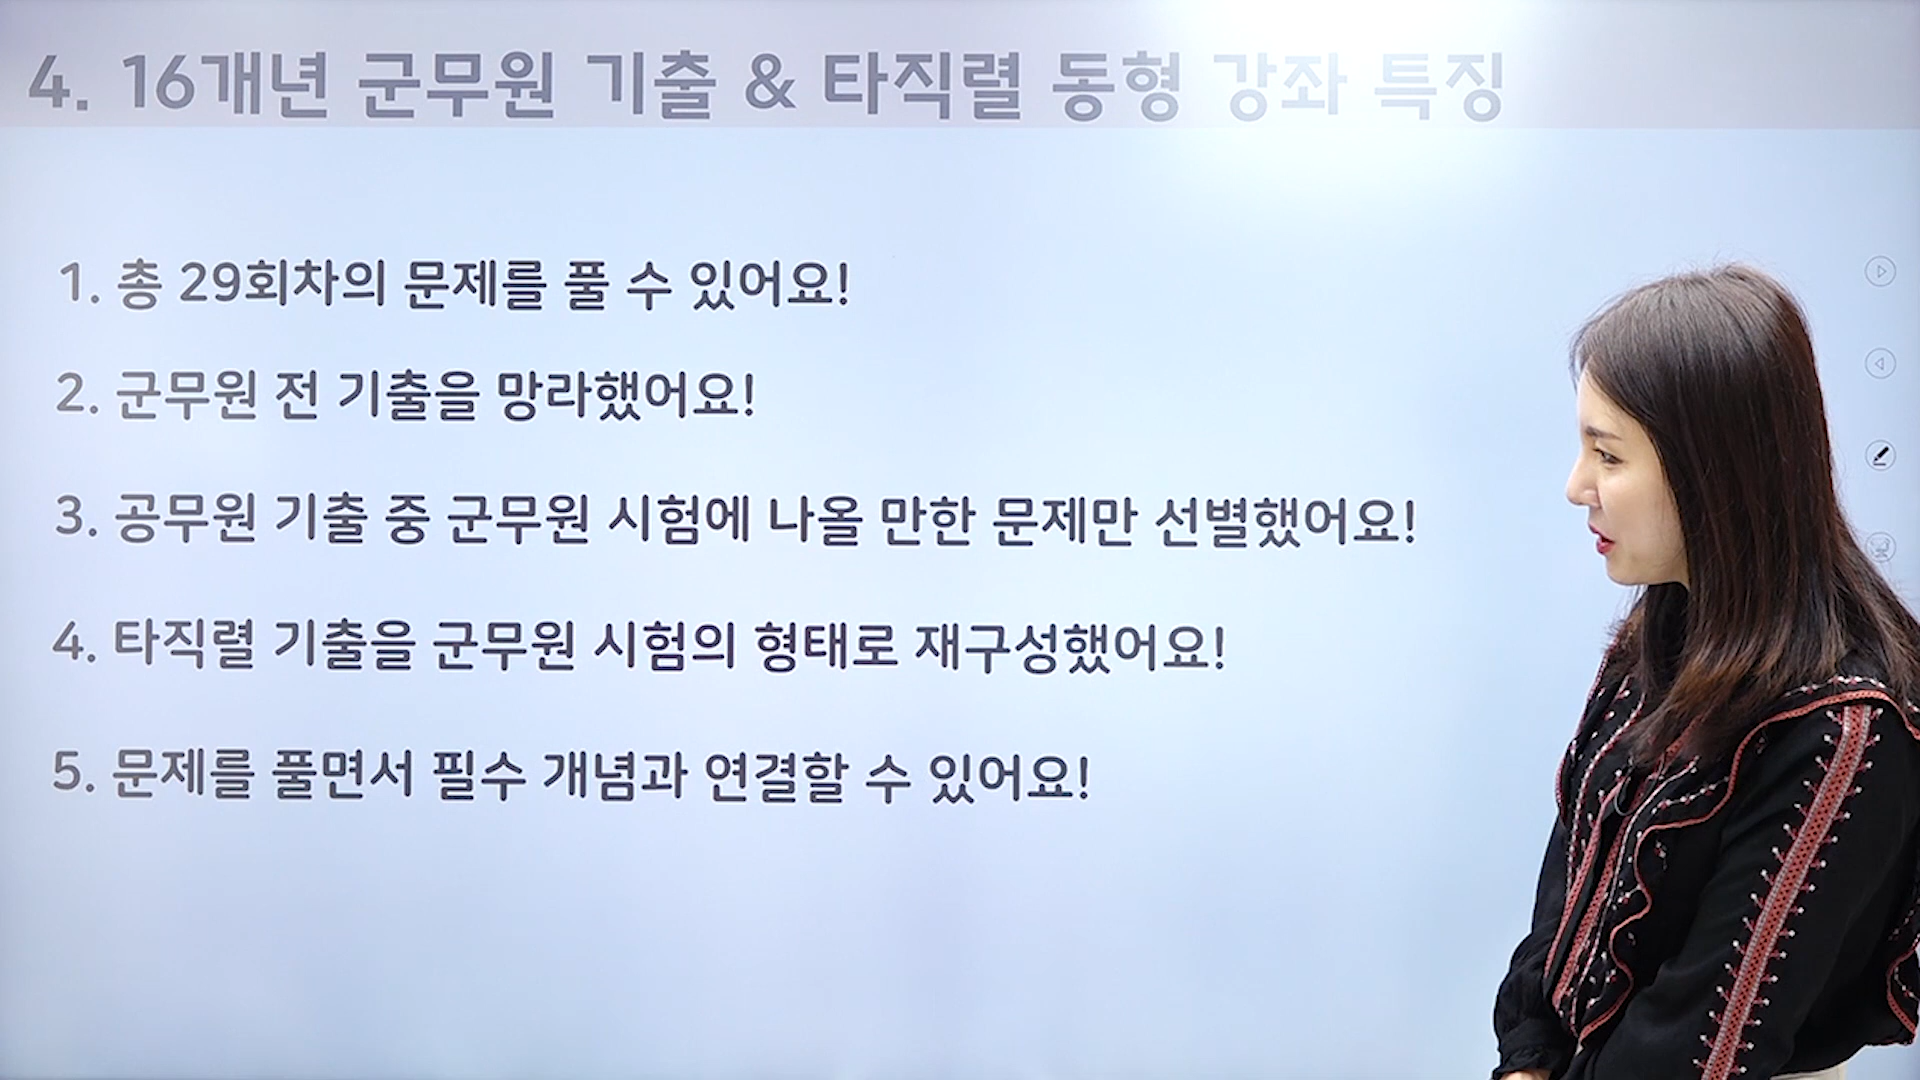 4. 16개년 군무원 기출 & 타직렬 동형 강좌 특징
1. 총 29회차의 문제를 풀 수 있어요!
2. 군무원 전 기출을 망라했어요!
3. 공무원 기출 중 군무원 시험에 나올 만한 문제만 선별했어요!
4. 타직렬 기출을 군무원 시험의 형태로 재구성했어요!
5. 문제를 풀면서 필수 개념과 연결할 수 있어요!